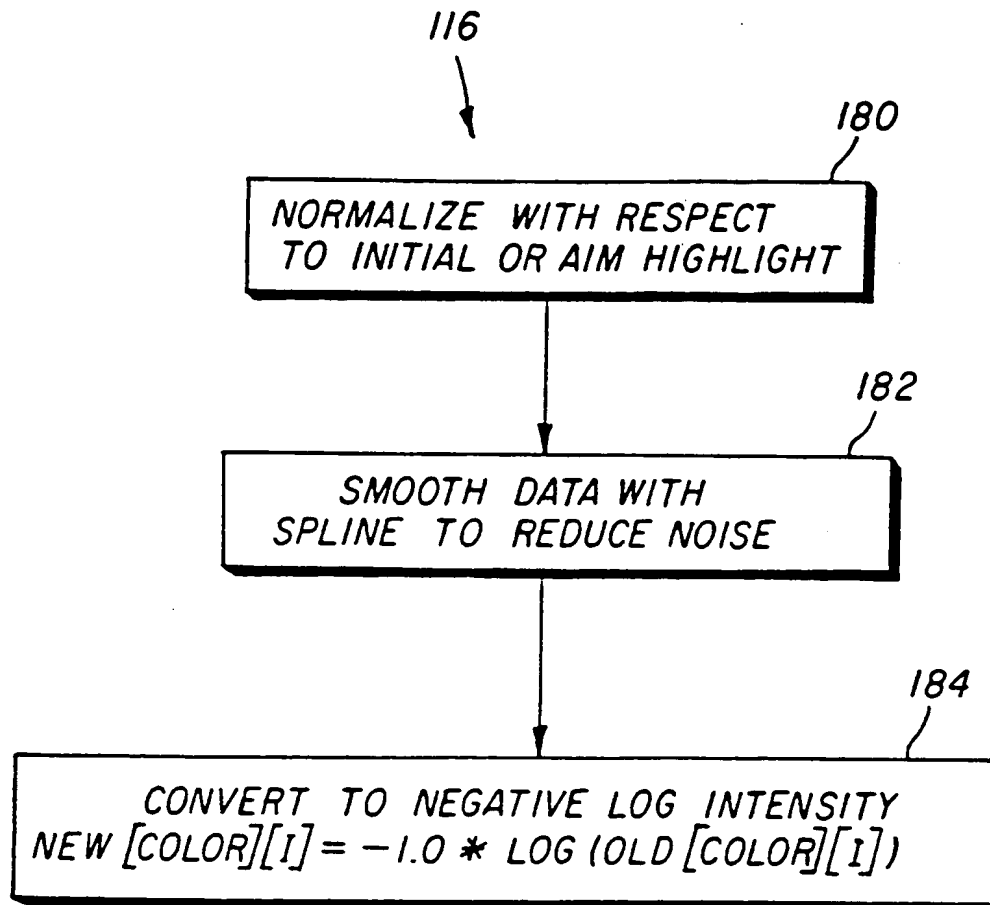 116
180
NORMALIZE WITH RESPECT
TO INITIAL OR AIM HIGHLIGHT
182
SMOOTH DATA WITH
SPLINE TO REDUCE NOISE
184
CONVERT TO NEGATIVE LOG INTENSITY
NEW [COLOR][I] = -1.0 * LOG (OLD [COLOR][I])